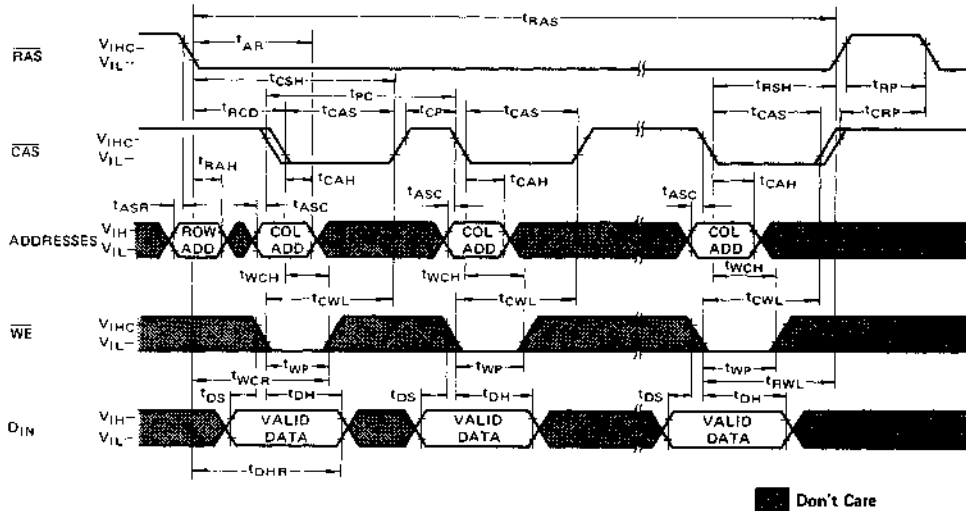 tRAS
tAR
VIHC
RAS
VIL
tCSH
tRSH
tRP
tPC
tRCD
tCAS
tCP
tCAS
tCAS
tCRP
VIHC
CAS
VIL
tRAH
tCAH
tCAH
tCAH
tASR
tASC
tASC
tASC
ADDRESSES
VIH
VIL
ROW ADD
COL ADD
COL ADD
COL ADD
tWCH
tWCH
tWCH
tCWL
tCWL
tCWL
WE
VIHC
VIL
tWP
tWP
tWP
tWCR
tRWL
tDS
tDH
tDS
tDH
tDS
tDH
DIN
VIH
VIL
VALID DATA
VALID DATA
VALID DATA
tDHR
Don't Care